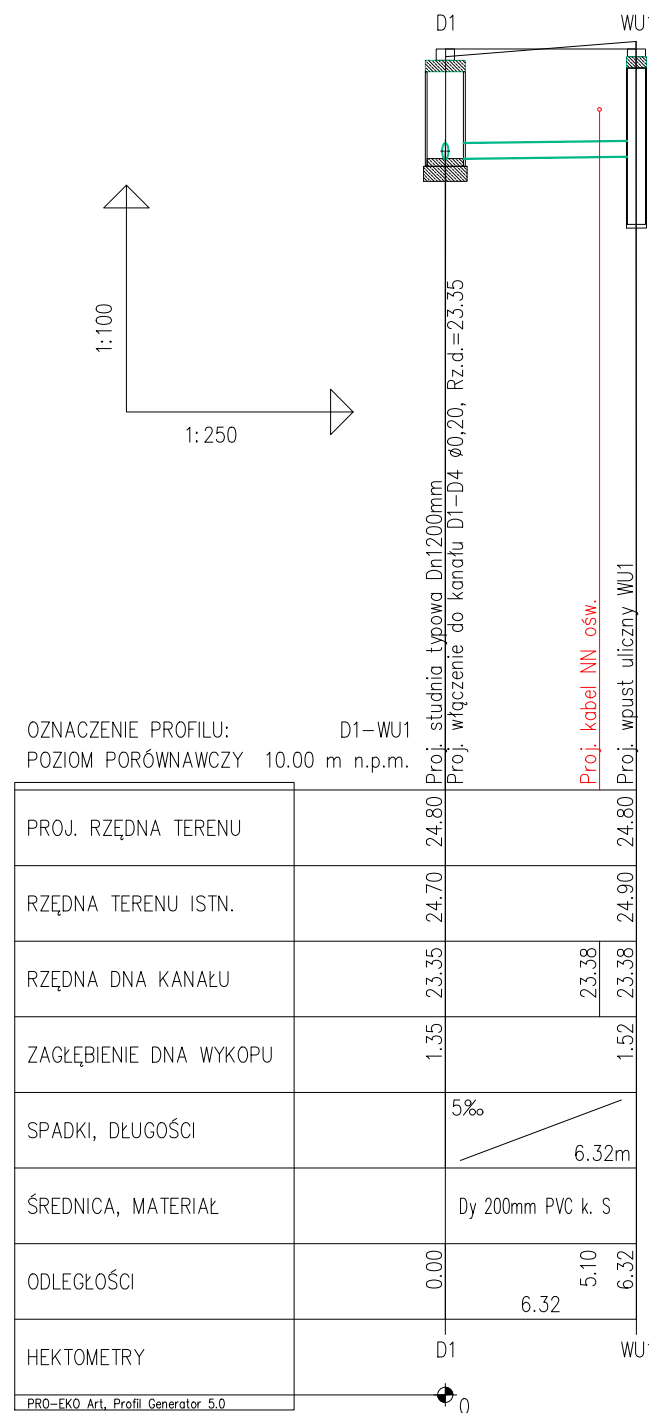 D1 WU1
1:100
1:250
Proj. studnia typowa Dn1200mm
Proj. włączenie do kanału D1-D4 ø0,20, Rz.d.=23.35
Proj. kabel NN ośw.
Proj. wpust uliczny WU1
OZNACZENIE PROFILU: D1-WU1
POZIOM PORÓWNAWCZY 10.00 m n.p.m.
PROJ. RZĘDNA TERENU 24.80 24.80
RZĘDNA TERENU ISTN. 24.70 24.90
RZĘDNA DNA KANAŁU 23.35 23.38 23.38
ZAGŁĘBIENIE DNA WYKOPU 1.35 1.52
SPADKI, DŁUGOŚCI 5‰ 6.32m
ŚREDNICA, MATERIAŁ Dy 200mm PVC k. S
ODLEGŁOŚCI 0.00 6.32 5.10 6.32
HEKTOMETRY D1 WU1
PRO-EKO Art, Profil Generator 5.0 0